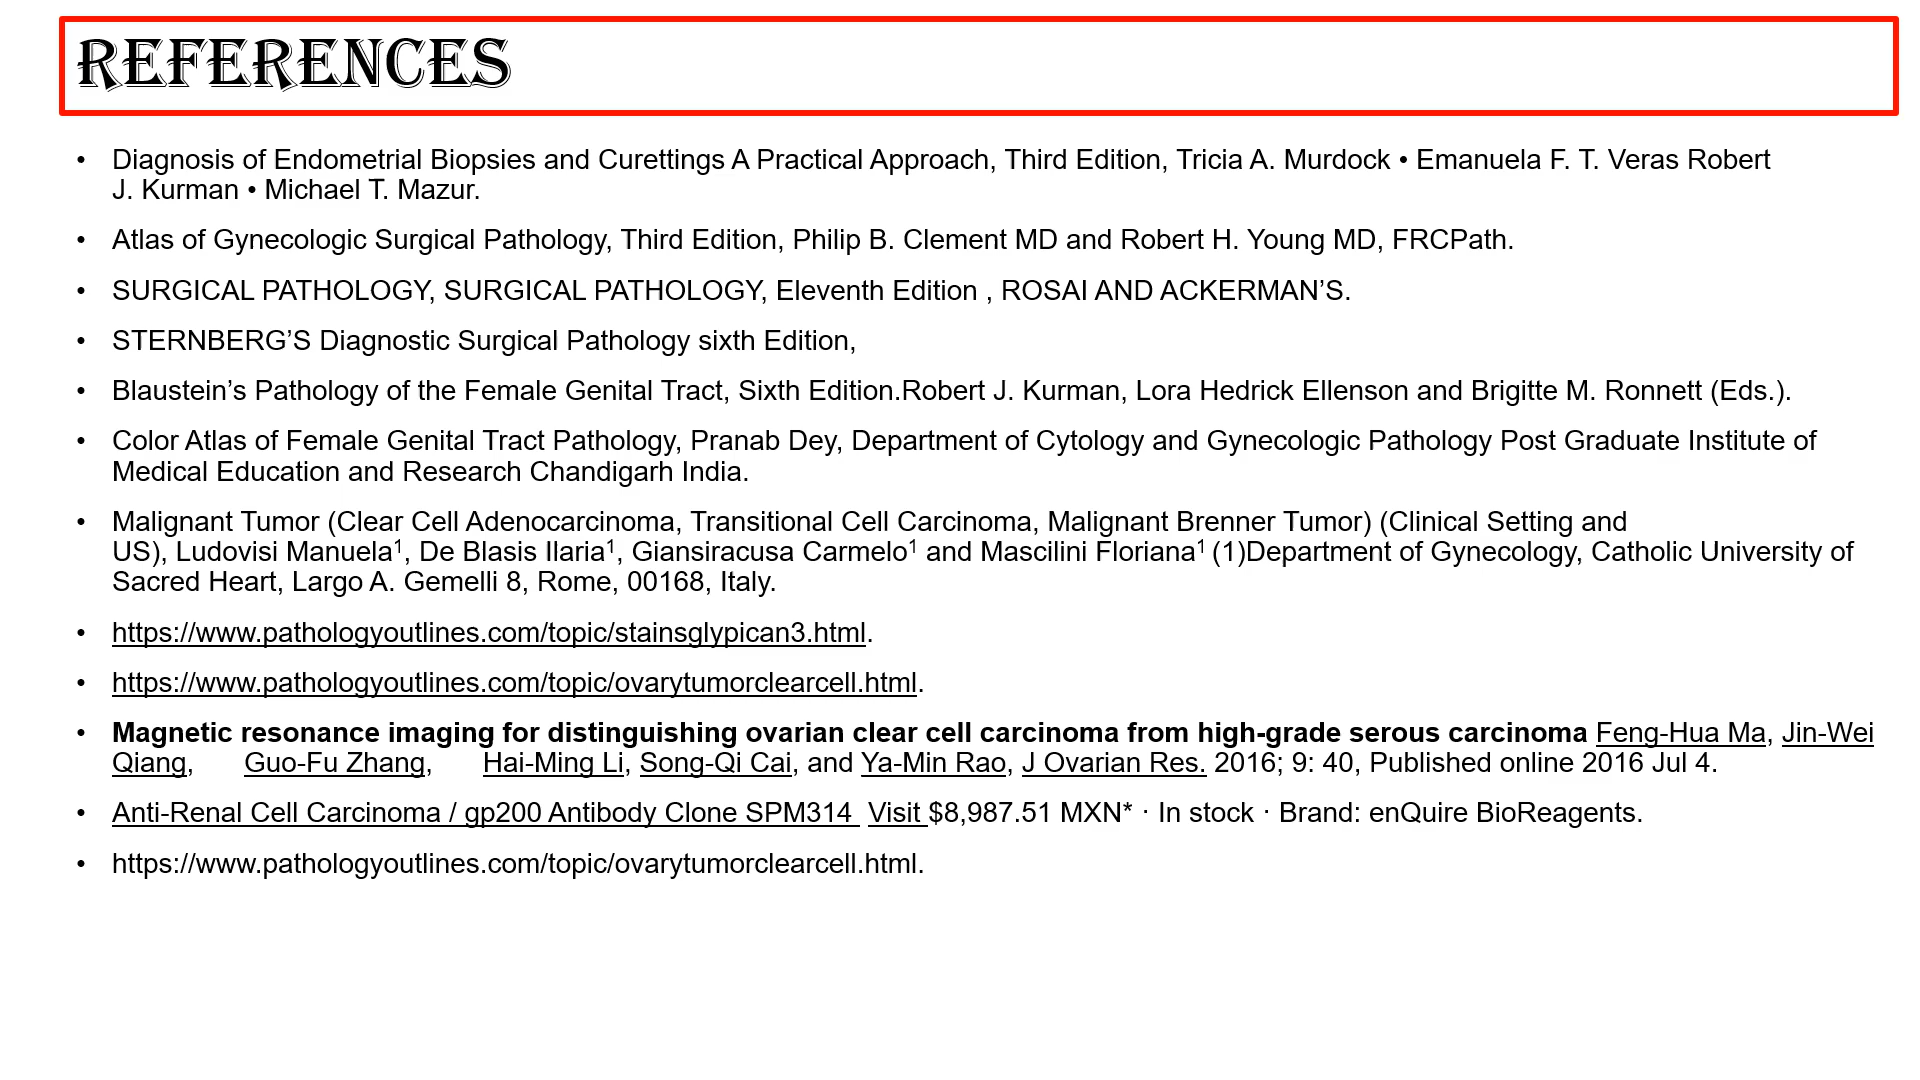 REFERENCES
• Diagnosis of Endometrial Biopsies and Curettings A Practical Approach, Third Edition, Tricia A. Murdock • Emanuela F. T. Veras Robert
J. Kurman • Michael T. Mazur.
• Atlas of Gynecologic Surgical Pathology, Third Edition, Philip B. Clement MD and Robert H. Young MD, FRCPath.
• SURGICAL PATHOLOGY, SURGICAL PATHOLOGY, Eleventh Edition , ROSAI AND ACKERMAN’S.
• STERNBERG’S Diagnostic Surgical Pathology sixth Edition,
• Blaustein’s Pathology of the Female Genital Tract, Sixth Edition.Robert J. Kurman, Lora Hedrick Ellenson and Brigitte M. Ronnett (Eds.).
• Color Atlas of Female Genital Tract Pathology, Pranab Dey, Department of Cytology and Gynecologic Pathology Post Graduate Institute of
Medical Education and Research Chandigarh India.
• Malignant Tumor (Clear Cell Adenocarcinoma, Transitional Cell Carcinoma, Malignant Brenner Tumor) (Clinical Setting and
US), Ludovisi Manuela¹, De Blasis Ilaria¹, Giansiracusa Carmelo¹ and Mascilini Floriana¹ (1)Department of Gynecology, Catholic University of
Sacred Heart, Largo A. Gemelli 8, Rome, 00168, Italy.
• https://www.pathologyoutlines.com/topic/stainsglypican3.html.
• https://www.pathologyoutlines.com/topic/ovarytumorclearcell.html.
• Magnetic resonance imaging for distinguishing ovarian clear cell carcinoma from high-grade serous carcinoma Feng-Hua Ma, Jin-Wei
Qiang, Guo-Fu Zhang, Hai-Ming Li, Song-Qi Cai, and Ya-Min Rao, J Ovarian Res. 2016; 9: 40, Published online 2016 Jul 4.
• Anti-Renal Cell Carcinoma / gp200 Antibody Clone SPM314 Visit $8,987.51 MXN* · In stock · Brand: enQuire BioReagents.
• https://www.pathologyoutlines.com/topic/ovarytumorclearcell.html.